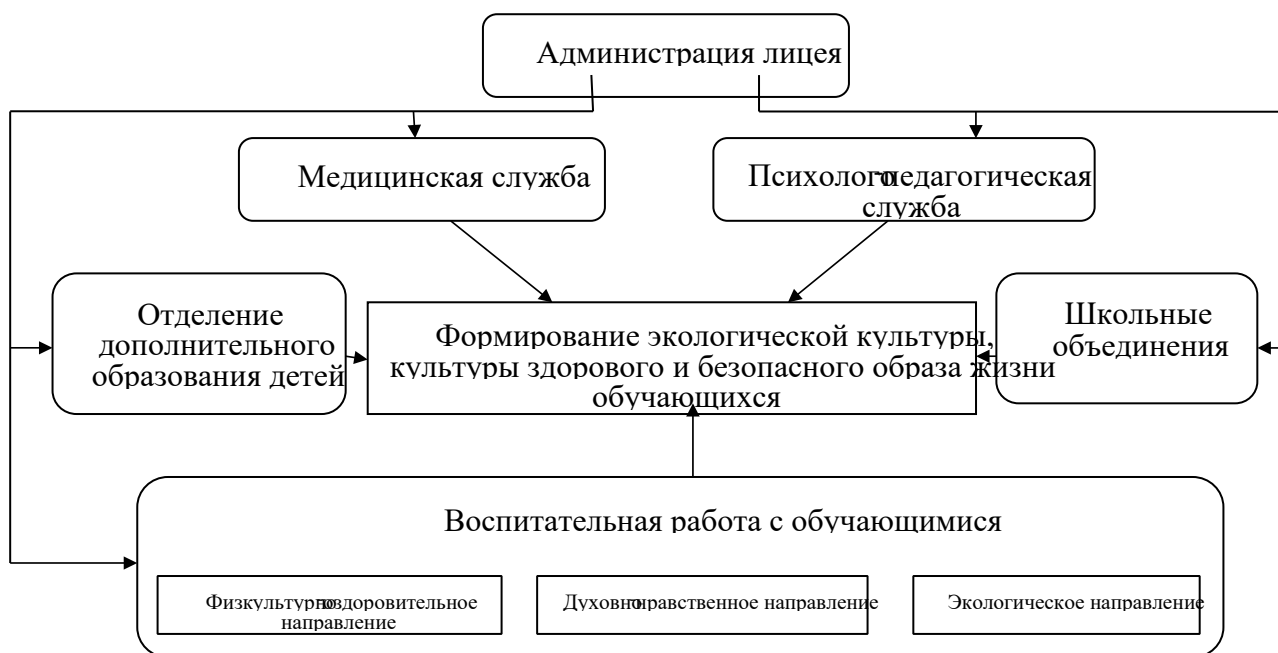 Администрация лицея
Медицинская служба
Психолого-педагогическая
служба
Отделение
дополнительного
образования детей
Формирование экологической культуры,
культуры здорового и безопасного образа жизни
обучающихся
Школьные
объединения
Воспитательная работа с обучающимися
Физкультурно-оздоровительное
направление
Духовно-нравственное направление
Экологическое направление